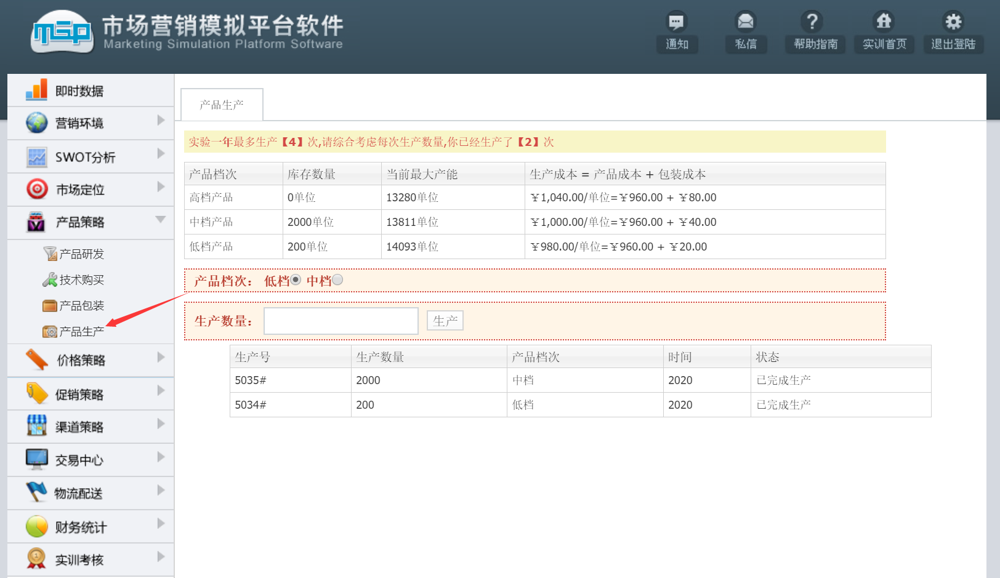 MSP 市场营销模拟平台软件
Marketing Simulation Platform Software
通知 私信 帮助指南 实训首页 退出登陆
即时数据
营销环境
SWOT分析
市场定位
产品策略
产品研发
技术购买
产品包装
产品生产
价格策略
促销策略
渠道策略
交易中心
物流配送
财务统计
实训考核
产品生产
实验一年最多生产【4】次,请综合考虑每次生产数量,你已经生产了【2】次
产品档次 库存数量 当前最大产能 生产成本 = 产品成本 + 包装成本
高档产品 0单位 13280单位 ￥1,040.00/单位=￥960.00 + ￥80.00
中档产品 2000单位 13811单位 ￥1,000.00/单位=￥960.00 + ￥40.00
低档产品 200单位 14093单位 ￥980.00/单位=￥960.00 + ￥20.00
产品档次： 低档 中档
生产数量： 生产
生产号 生产数量 产品档次 时间 状态
5035# 2000 中档 2020 已完成生产
5034# 200 低档 2020 已完成生产